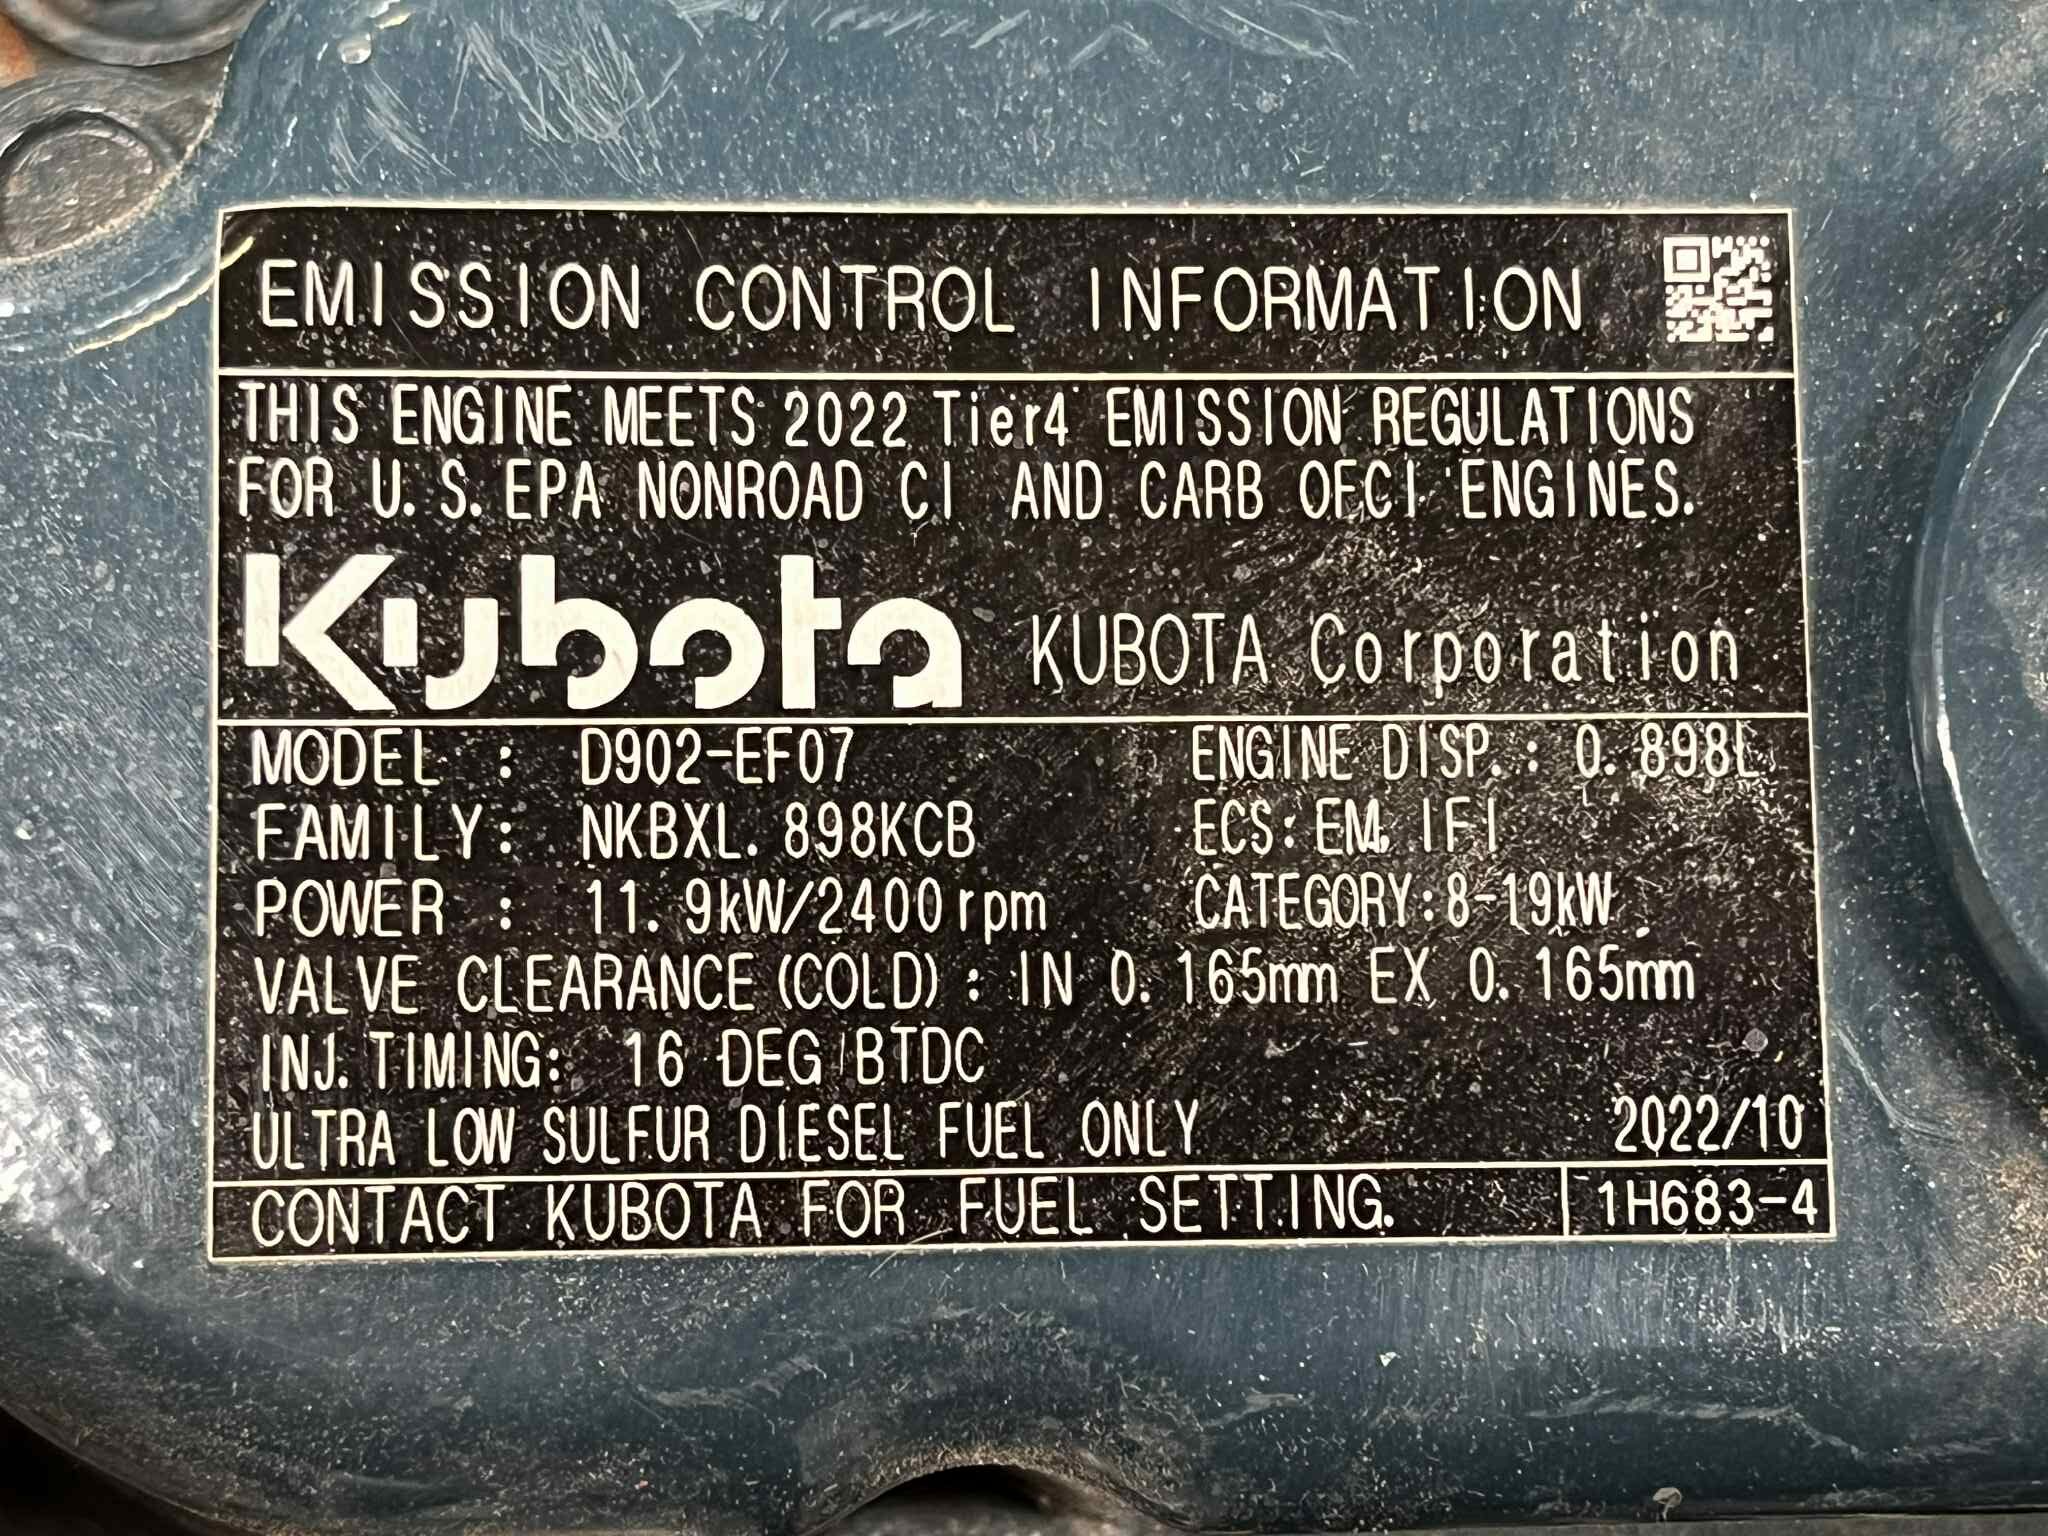 EMISSION CONTROL INFORMATION
THIS ENGINE MEETS 2022 Tier4 EMISSION REGULATIONS
FOR U.S. EPA NONROAD CI AND CARB OFCI ENGINES.
Kubota KUBOTA Corporation
MODEL : D902-EF07 ENGINE DISP.: 0.898L
FAMILY: NKBXL.898KCB ECS: EM, IFI
POWER : 11.9kW/2400rpm CATEGORY:8-19kW
VALVE CLEARANCE(COLD): IN 0.165mm EX 0.165mm
INJ. TIMING: 16 DEG BTDC
ULTRA LOW SULFUR DIESEL FUEL ONLY 2022/10
CONTACT KUBOTA FOR FUEL SETTING. 1H683-4